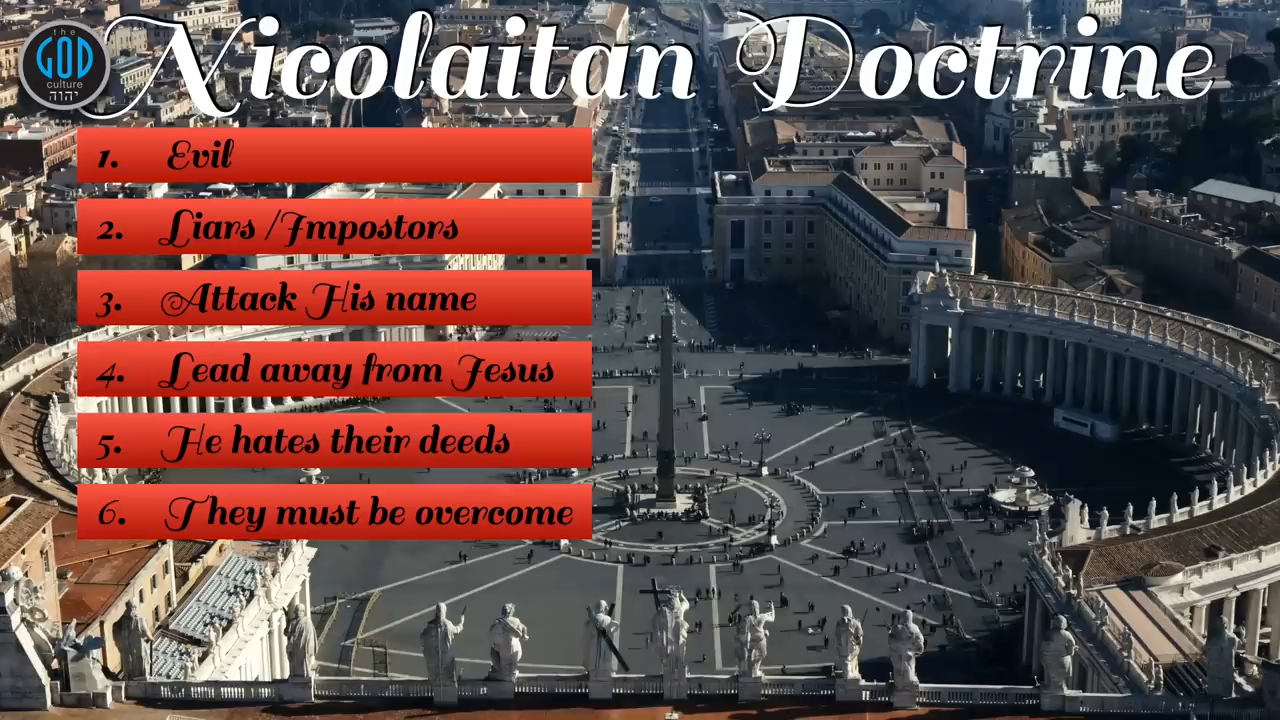 the
GOD
culture
יהוה
Nicolaitan Doctrine
1. Evil
2. Liars /Impostors
3. Attack His name
4. Lead away from Jesus
5. He hates their deeds
6. They must be overcome